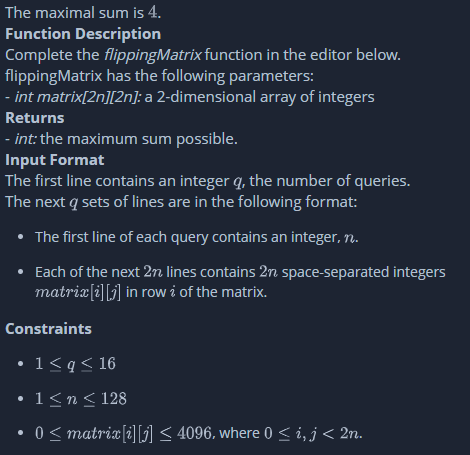 The maximal sum is 4.
Function Description
Complete the flippingMatrix function in the editor below.
flippingMatrix has the following parameters:
- int matrix[2n][2n]: a 2-dimensional array of integers
Returns
- int: the maximum sum possible.
Input Format
The first line contains an integer q, the number of queries.
The next q sets of lines are in the following format:
• The first line of each query contains an integer, n.
• Each of the next 2n lines contains 2n space-separated integers
matrix[i][j] in row i of the matrix.
Constraints
• 1 ≤ q ≤ 16
• 1 ≤ n ≤ 128
• 0 ≤ matrix[i][j] ≤ 4096, where 0 ≤ i, j < 2n.